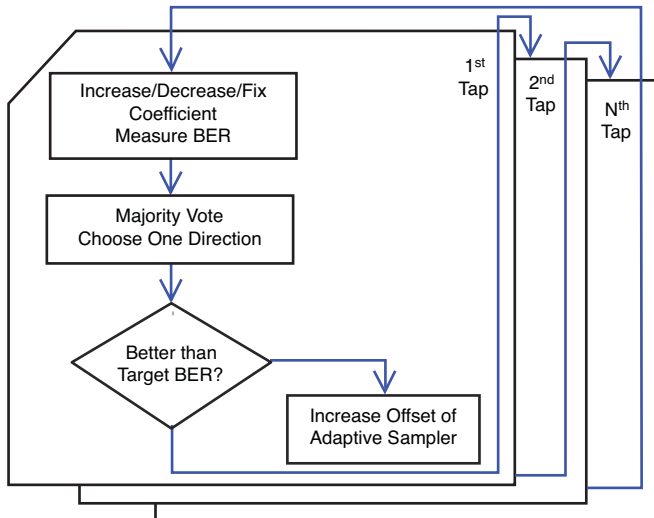 Increase/Decrease/Fix
Coefficient
Measure BER
Majority Vote
Choose One Direction
Better than
Target BER?
Increase Offset of
Adaptive Sampler
1st
Tap
2nd
Tap
Nth
Tap